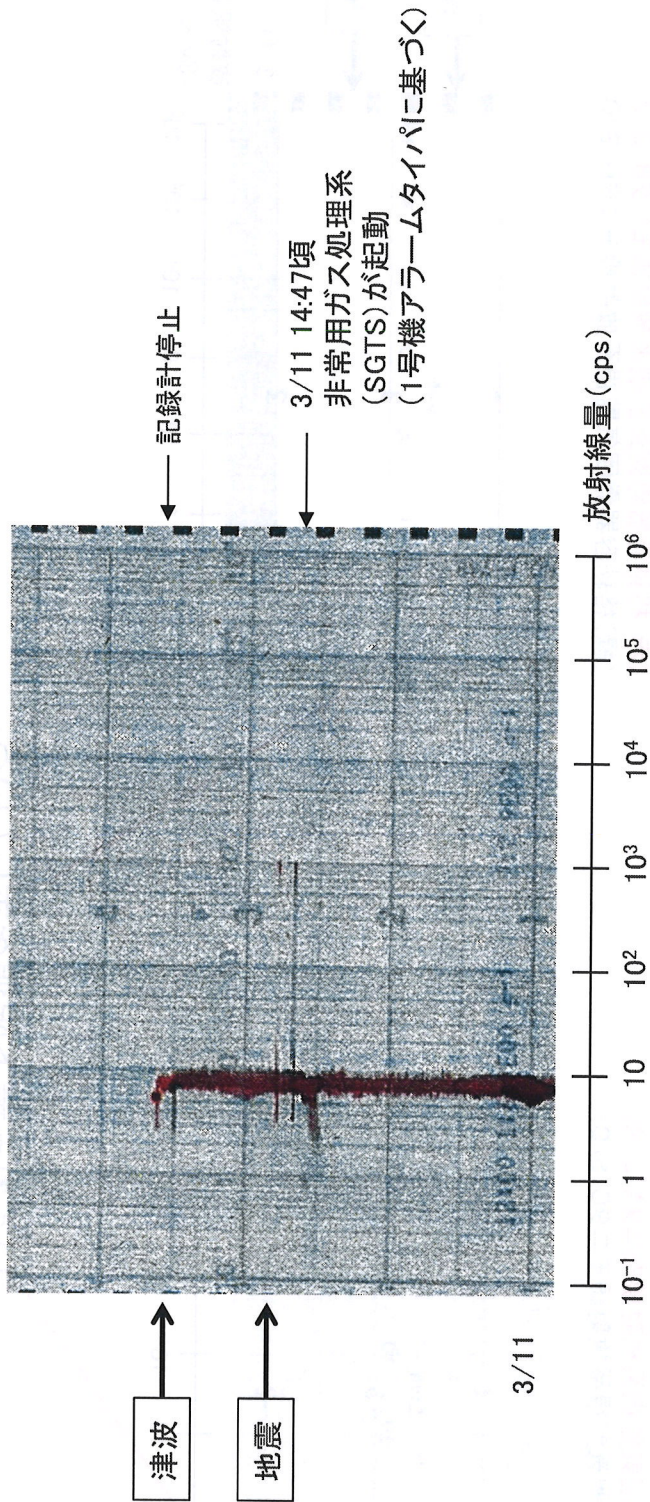 津波
地震
記録計停止
3/11 14:47頃
非常用ガス処理系
(SGTS)が起動
(1号機アラームタイパに基づく)
3/11
10⁻¹ 1 10 10² 10³ 10⁴ 10⁵ 10⁶
放射線量(cps)
3
2
1